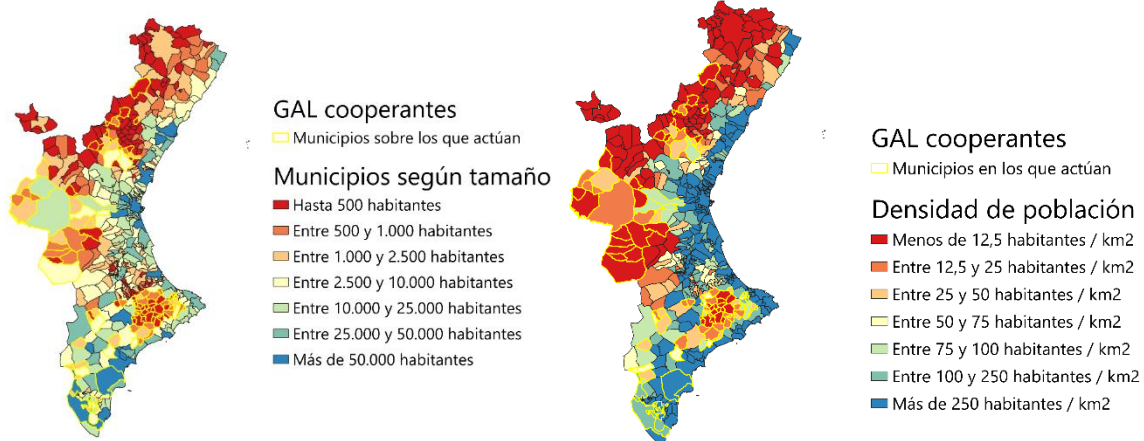 GAL cooperantes
Municipios sobre los que actúan
Municipios según tamaño
Hasta 500 habitantes
Entre 500 y 1.000 habitantes
Entre 1.000 y 2.500 habitantes
Entre 2.500 y 10.000 habitantes
Entre 10.000 y 25.000 habitantes
Entre 25.000 y 50.000 habitantes
Más de 50.000 habitantes
GAL cooperantes
Municipios en los que actúan
Densidad de población
Menos de 12,5 habitantes / km2
Entre 12,5 y 25 habitantes / km2
Entre 25 y 50 habitantes / km2
Entre 50 y 75 habitantes / km2
Entre 75 y 100 habitantes / km2
Entre 100 y 250 habitantes / km2
Más de 250 habitantes / km2